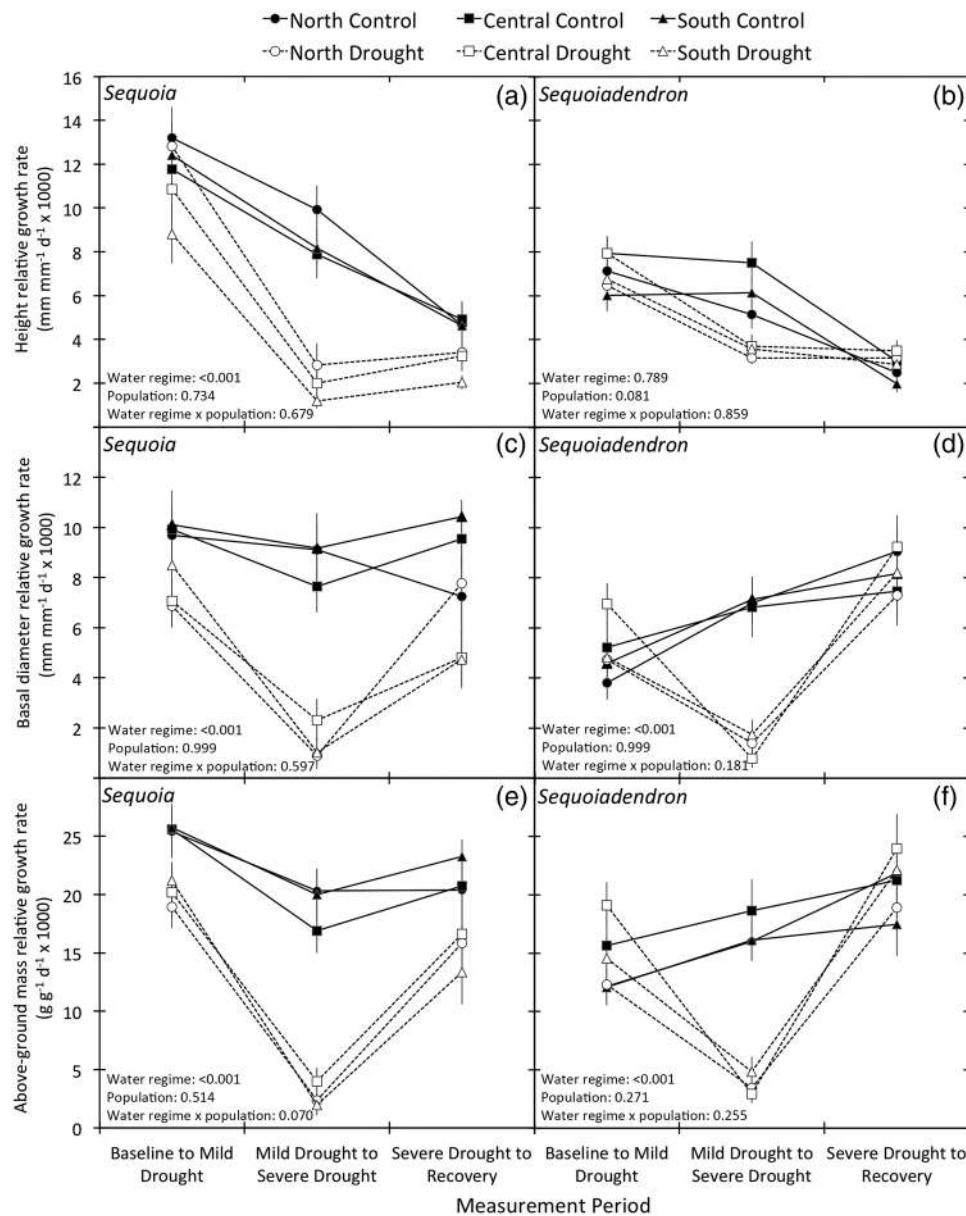 North Control Central Control South Control
North Drought Central Drought South Drought
Height relative growth rate
(mm mm⁻¹ d⁻¹ x 1000)
16
14
12
10
8
6
4
2
Sequoia (a)
Water regime: <0.001
Population: 0.734
Water regime x population: 0.679
Sequoiadendron (b)
Water regime: 0.789
Population: 0.081
Water regime x population: 0.859
Basal diameter relative growth rate
(mm mm⁻¹ d⁻¹ x 1000)
12
10
8
6
4
2
Sequoia (c)
Water regime: <0.001
Population: 0.999
Water regime x population: 0.597
Sequoiadendron (d)
Water regime: <0.001
Population: 0.999
Water regime x population: 0.181
Above-ground mass relative growth rate
(g g⁻¹ d⁻¹ x 1000)
25
20
15
10
5
0
Sequoia (e)
Water regime: <0.001
Population: 0.514
Water regime x population: 0.070
Sequoiadendron (f)
Water regime: <0.001
Population: 0.271
Water regime x population: 0.255
Baseline to Mild Drought
Mild Drought to Severe Drought
Severe Drought to Recovery
Baseline to Mild Drought
Mild Drought to Severe Drought
Severe Drought to Recovery
Measurement Period